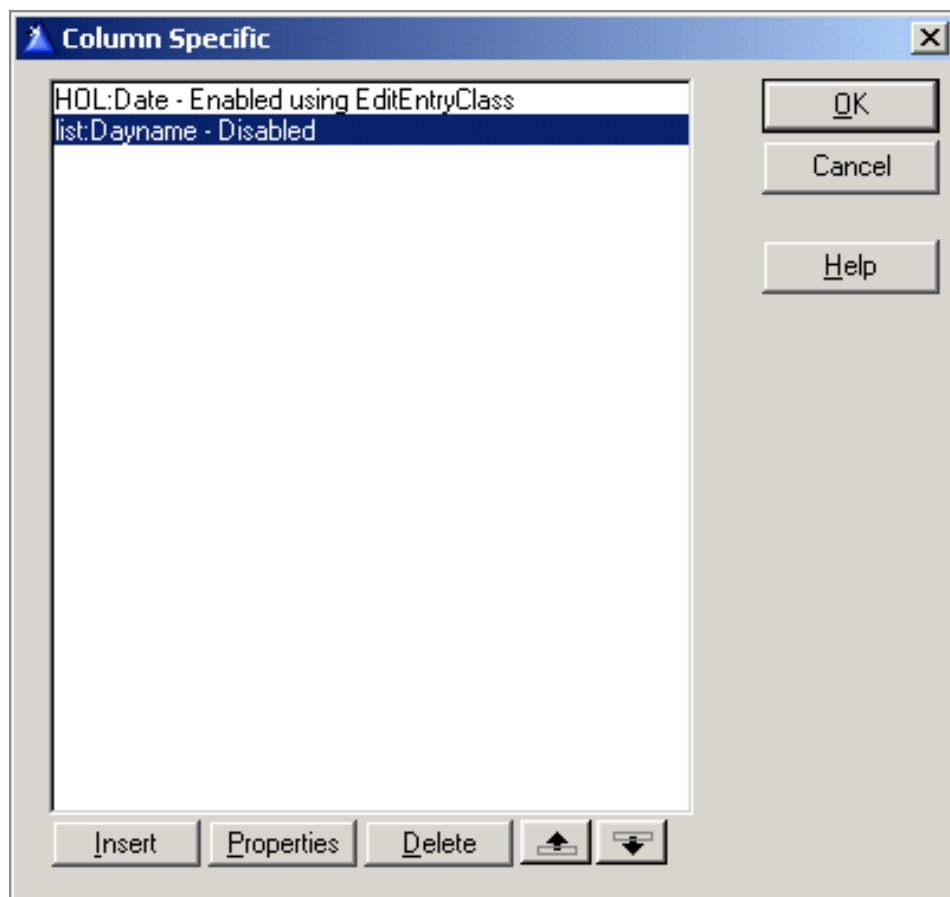 Column Specific
HOL:Date - Enabled using EditEntryClass
list:Dayname - Disabled
OK
Cancel
Help
Insert
Properties
Delete